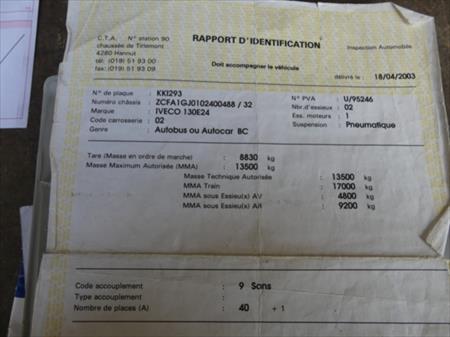 C.T.A. N° station 90
chaussée de Tirlemont
4280 Hannut
tél: (019) 51 93 00
fax: (019) 51 93 09
RAPPORT D'IDENTIFICATION
Inspection Automobile
Doit accompagner le véhicule
délivré le : 18/04/2003
N° de plaque : KKI293
Numéro châssis : ZCFA1GJ0102400488 / 32
Marque : IVECO 130E24
Code carrosserie : 02
Genre : Autobus ou Autocar BC
N° PVA : U/95246
Nbr.d'essieux : 02
Ess. moteurs : 1
Suspension : Pneumatique
Tare (Masse en ordre de marche) : 8830 kg
Masse Maximum Autorisée (MMA) : 13500 kg
Masse Technique Autorisée : 13500 kg
MMA Train : 17000 kg
MMA sous Essieu(x) AV : 4800 kg
MMA sous Essieu(x) AR : 9200 kg
Code accouplement : 9 Sans
Type accouplement :
Nombre de places (A) : 40 + 1